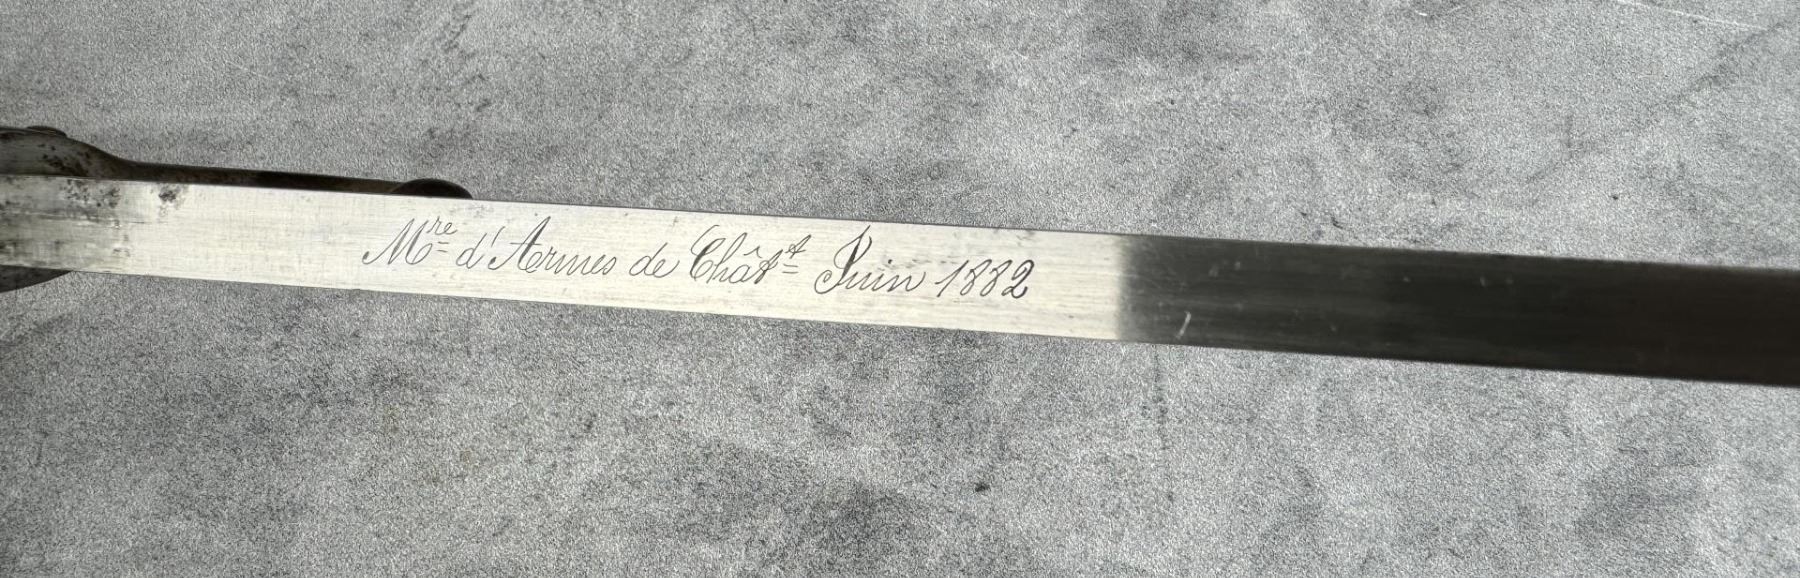 Mre d'Armes de Chât.t Juin 1882